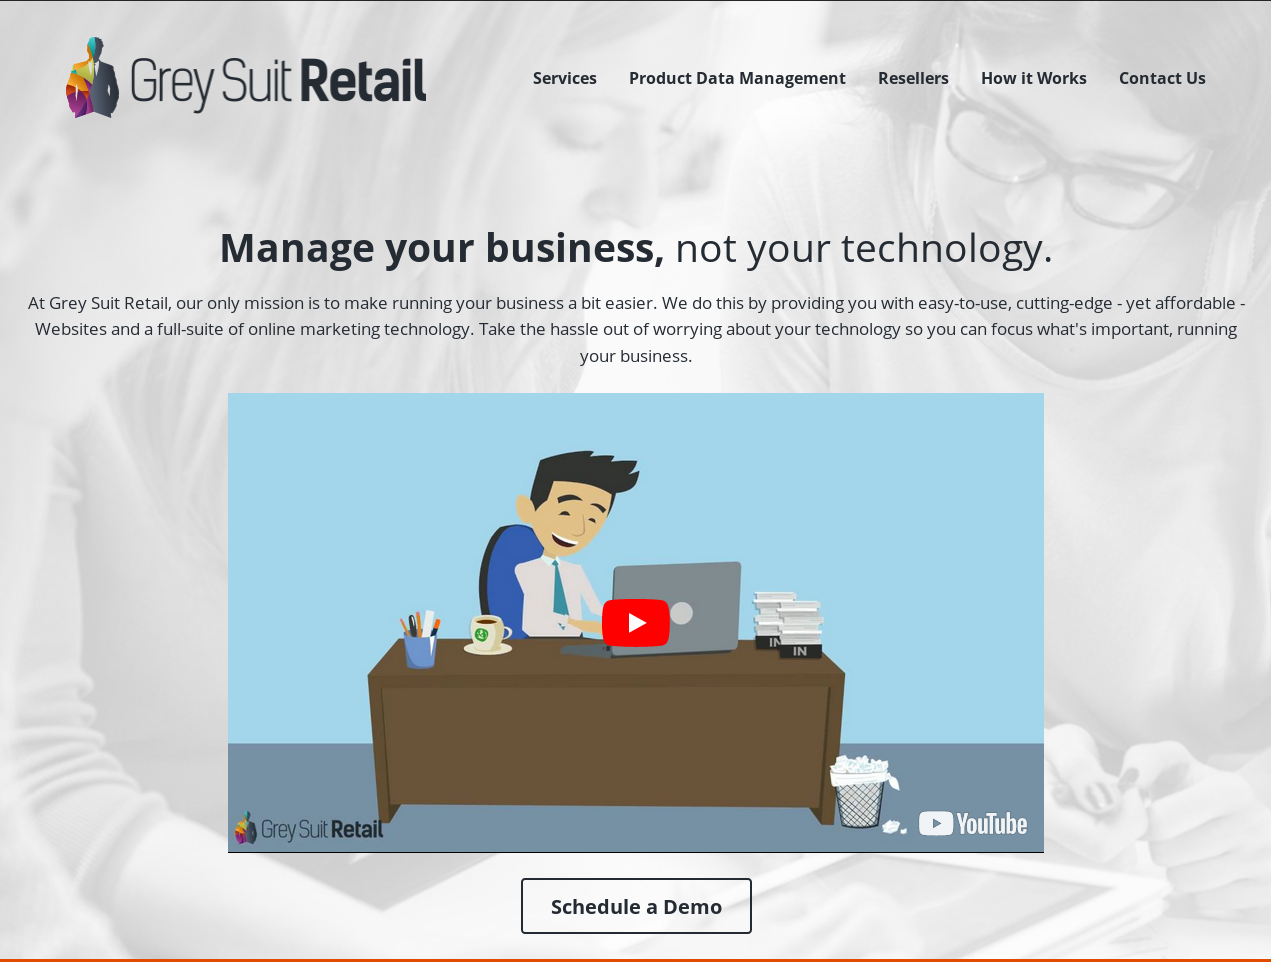 Grey Suit Retail
Services
Product Data Management
Resellers
How it Works
Contact Us
Manage your business, not your technology.
At Grey Suit Retail, our only mission is to make running your business a bit easier. We do this by providing you with easy-to-use, cutting-edge - yet affordable -
Websites and a full-suite of online marketing technology. Take the hassle out of worrying about your technology so you can focus what's important, running
your business.
IN
IN
Grey Suit Retail
YouTube
Schedule a Demo